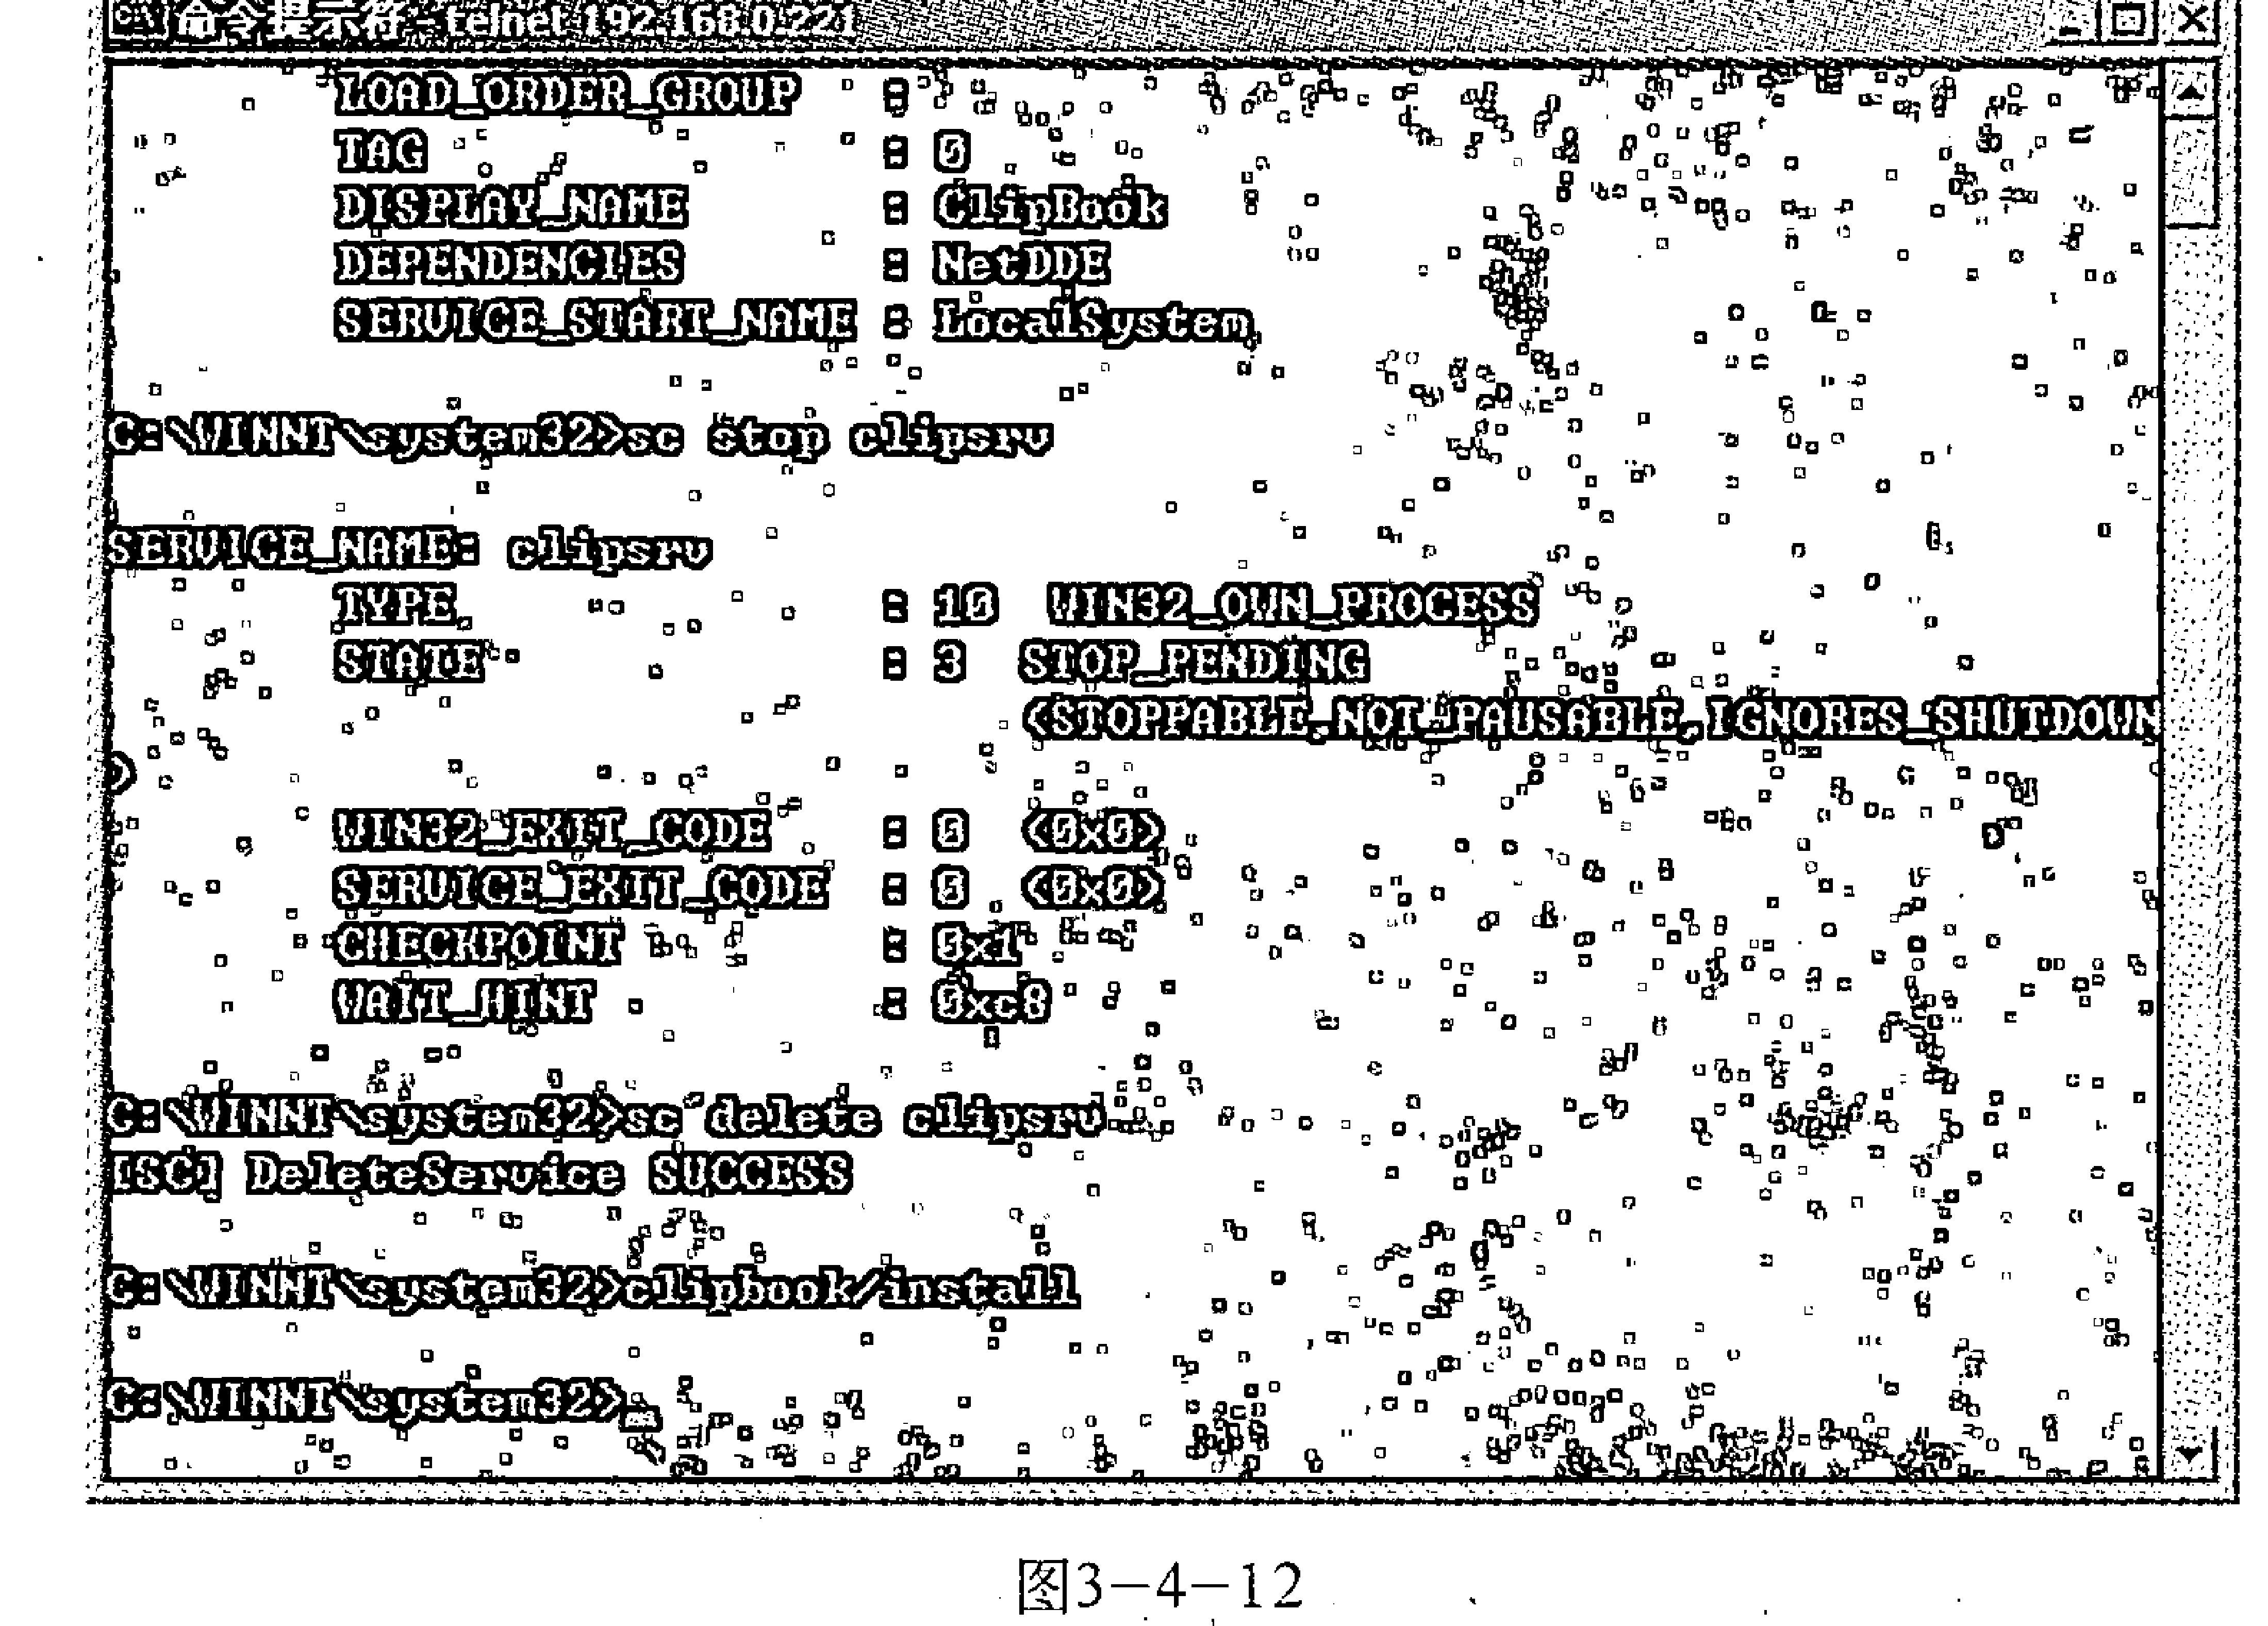 命令提示符 - telnet 192.168.0.221
LOAD_ORDER_GROUP :
TAG : 0
DISPLAY_NAME : ClipBook
DEPENDENCIES : NetDDE
SERVICE_START_NAME : LocalSystem
C:\WINNT\system32>sc stop clipsrv
SERVICE_NAME: clipsrv
TYPE : 10 WIN32_OWN_PROCESS
STATE : 3 STOP_PENDING
(STOPPABLE,NOT_PAUSABLE,IGNORES_SHUTDOWN
)
WIN32_EXIT_CODE : 0 (0x0)
SERVICE_EXIT_CODE : 0 (0x0)
CHECKPOINT : 0x1
WAIT_HINT : 0xc8
C:\WINNT\system32>sc delete clipsrv
[SC] DeleteService SUCCESS
C:\WINNT\system32>clipbook/install
C:\WINNT\system32>_
图3-4-12